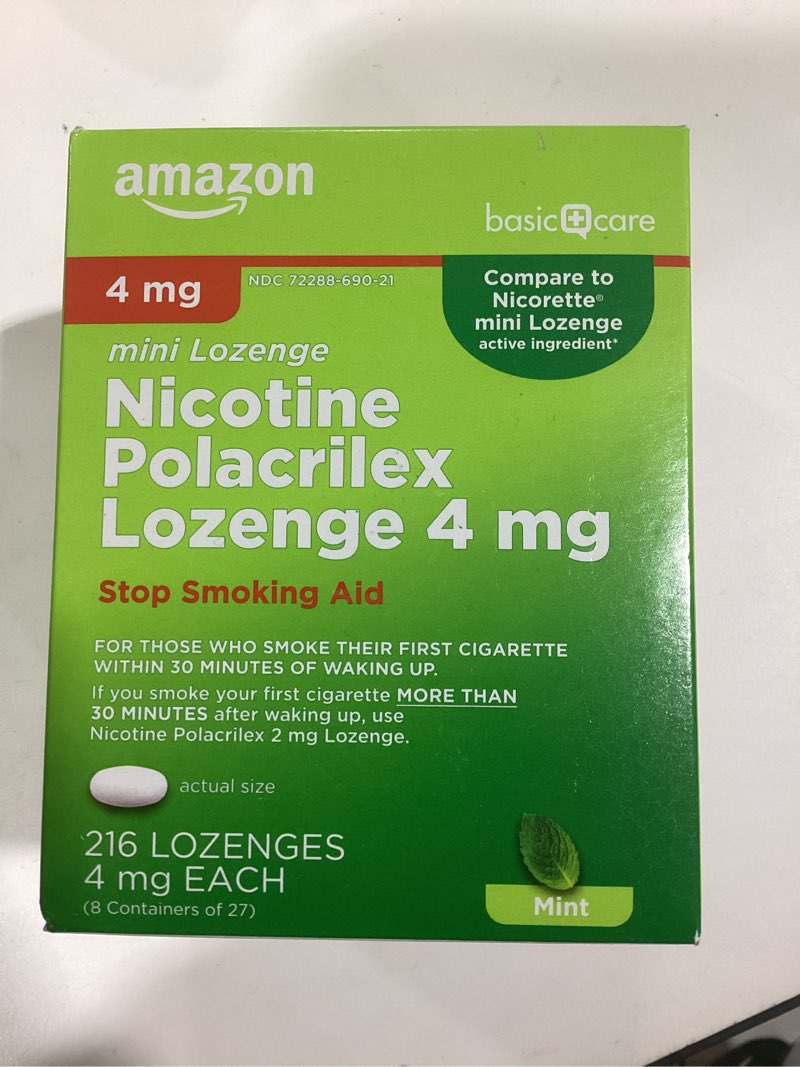 amazon
basic care
4 mg
NDC 72288-690-21
Compare to
Nicorette®
mini Lozenge
active ingredient*
mini Lozenge
Nicotine
Polacrilex
Lozenge 4 mg
Stop Smoking Aid
FOR THOSE WHO SMOKE THEIR FIRST CIGARETTE
WITHIN 30 MINUTES OF WAKING UP.
If you smoke your first cigarette MORE THAN
30 MINUTES after waking up, use
Nicotine Polacrilex 2 mg Lozenge.
actual size
216 LOZENGES
4 mg EACH
(8 Containers of 27)
Mint